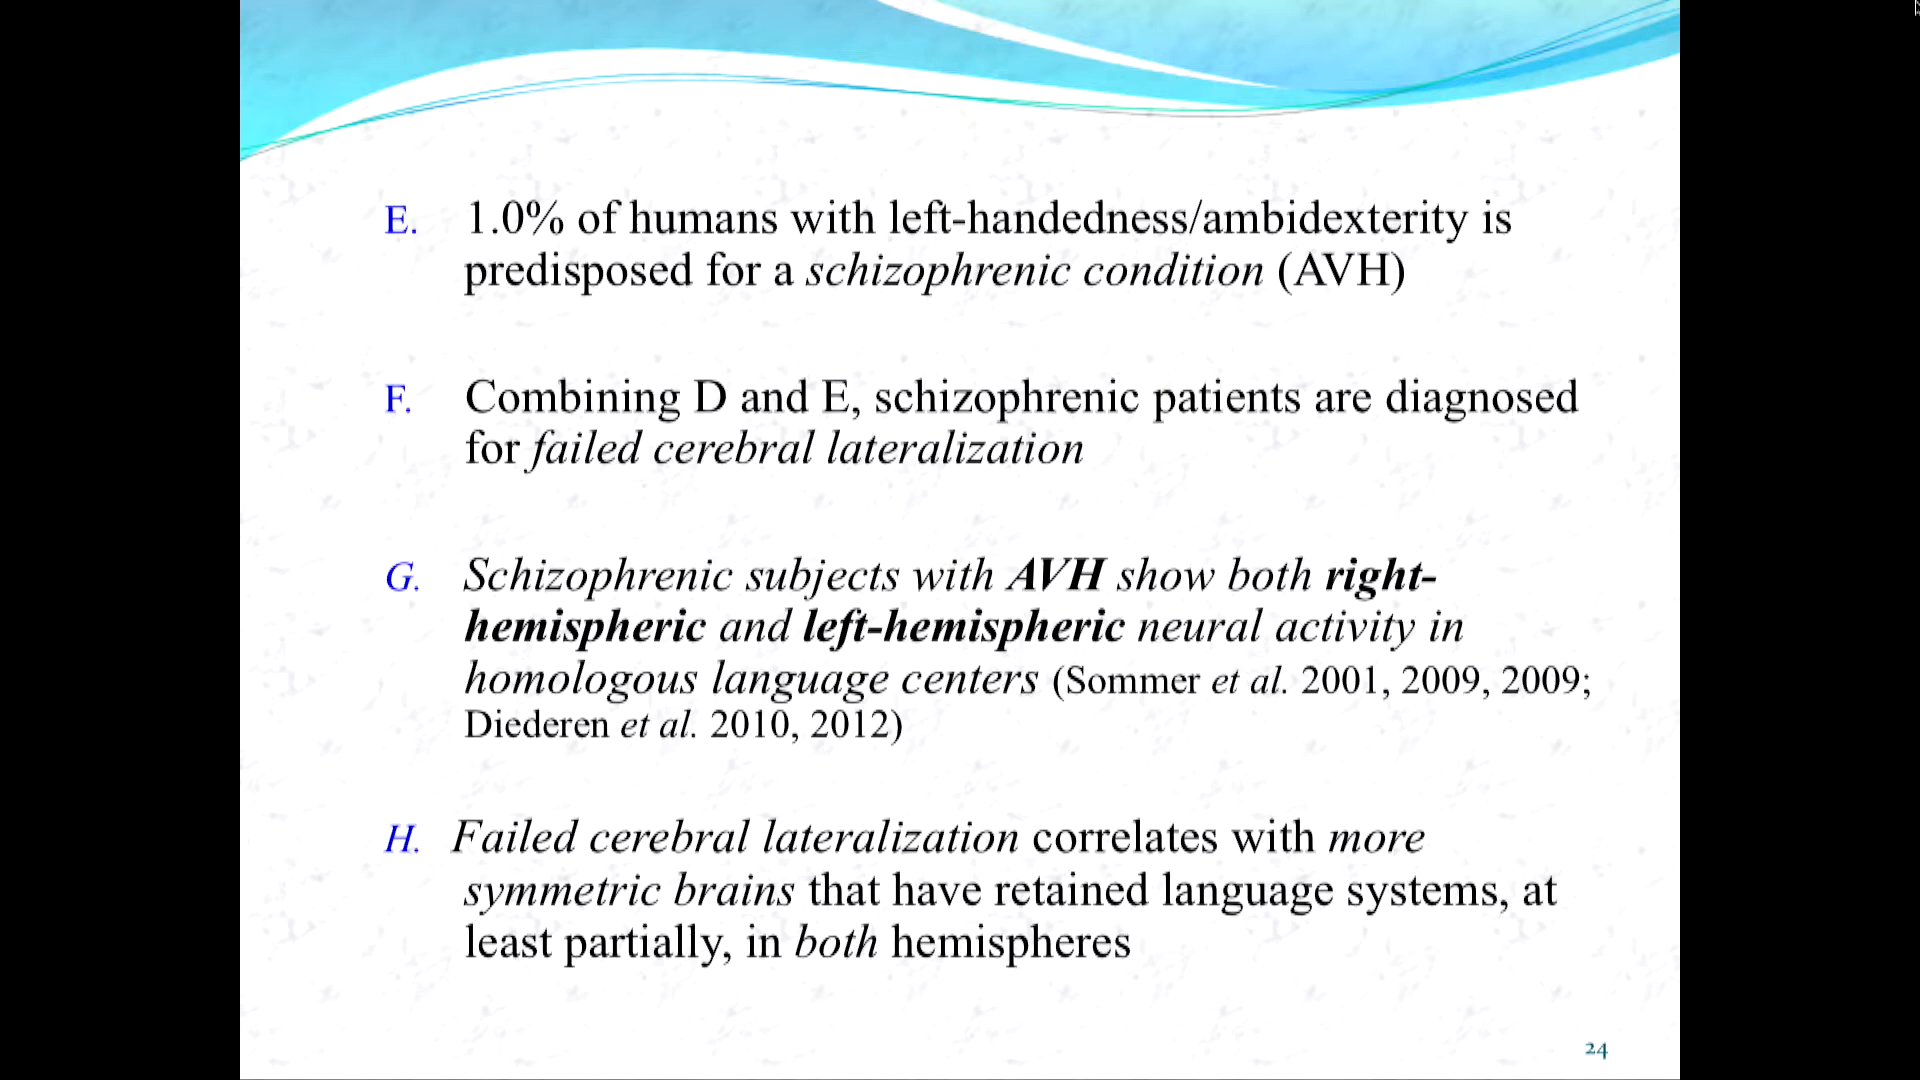 E. 1.0% of humans with left-handedness/ambidexterity is
predisposed for a schizophrenic condition (AVH)
F. Combining D and E, schizophrenic patients are diagnosed
for failed cerebral lateralization
G. Schizophrenic subjects with AVH show both right-
hemispheric and left-hemispheric neural activity in
homologous language centers (Sommer et al. 2001, 2009, 2009;
Diederen et al. 2010, 2012)
H. Failed cerebral lateralization correlates with more
symmetric brains that have retained language systems, at
least partially, in both hemispheres
24